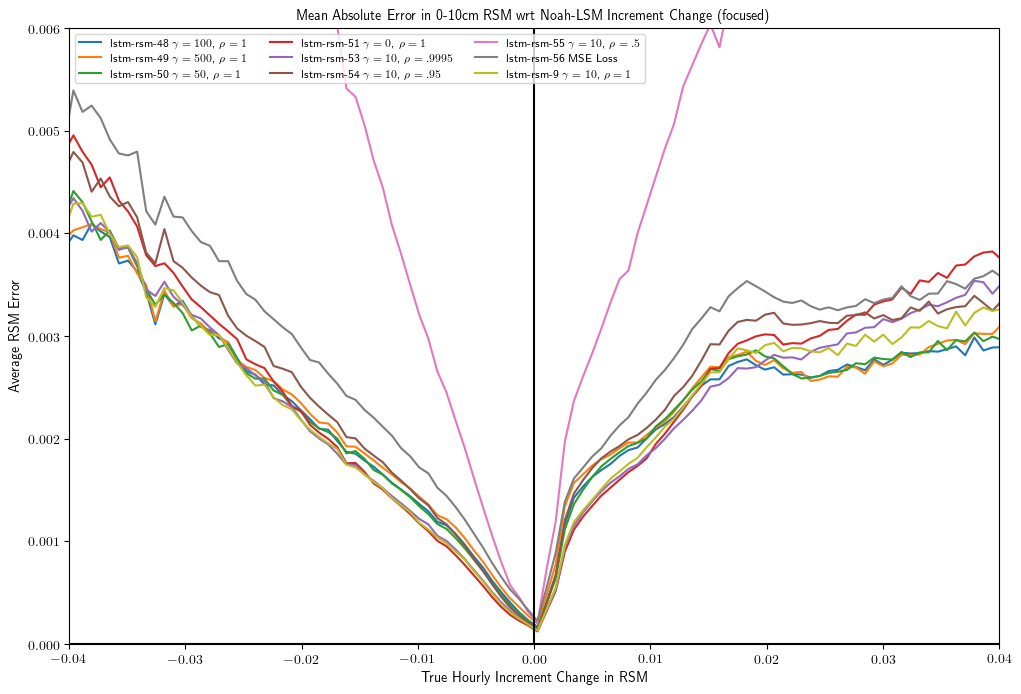 Mean Absolute Error in 0-10cm RSM wrt Noah-LSM Increment Change (focused)
lstm-rsm-48 γ = 100, ρ = 1
lstm-rsm-49 γ = 500, ρ = 1
lstm-rsm-50 γ = 50, ρ = 1
lstm-rsm-51 γ = 0, ρ = 1
lstm-rsm-53 γ = 10, ρ = .9995
lstm-rsm-54 γ = 10, ρ = .95
lstm-rsm-55 γ = 10, ρ = .5
lstm-rsm-56 MSE Loss
lstm-rsm-9 γ = 10, ρ = 1
Average RSM Error
0.006
0.005
0.004
0.003
0.002
0.001
0.000
−0.04 −0.03 −0.02 −0.01 0.00 0.01 0.02 0.03 0.04
True Hourly Increment Change in RSM